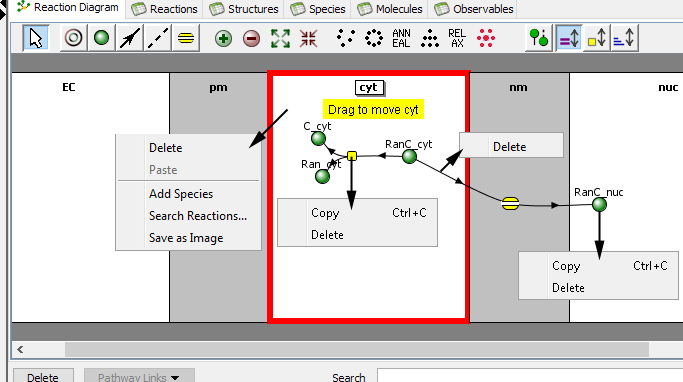 Reaction Diagram
Reactions
Structures
Species
Molecules
Observables
ANN
EAL
REL
AX
EC
pm
cyt
nm
nuc
Drag to move cyt
C_cyt
RanC_cyt
Delete
Paste
Add Species
Search Reactions...
Save as Image
Ran_cyt
Delete
RanC_nuc
Copy Ctrl+C
Delete
Copy Ctrl+C
Delete
Delete
Pathway Links
Search